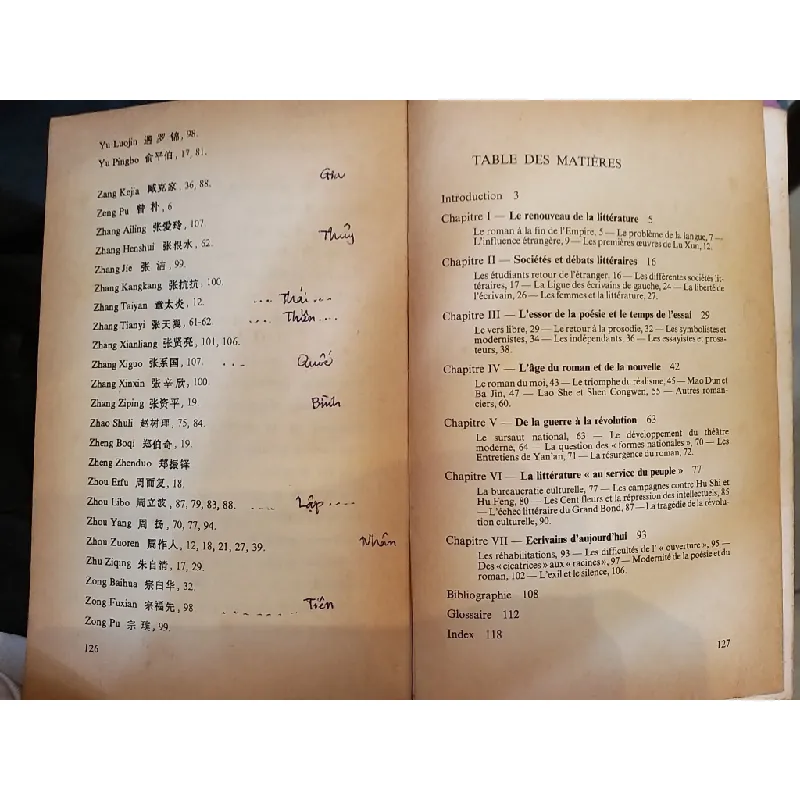 Yu Luojin 遇罗锦, 98.
Yu Pingbo 俞平伯, 17, 81.
Zang Kejia 臧克家, 36, 88. Gia
Zeng Pu 曾朴, 6
Zhang Ailing 张爱玲, 107.
Zhang Henshui 张恨水, 52. Thủy
Zhang Jie 张洁, 99.
Zhang Kangkang 张抗抗, 100.
Zhang Taiyan 章太炎, 12. ... Thái ...
Zhang Tianyi 张天翼, 61-62. ... Thiên ...
Zhang Xianliang 张贤亮, 101, 106.
Zhang Xiguo 张系国, 107. ... Quốc
Zhang Xinxin 张辛欣, 100.
Zhang Ziping 张资平, 19. Bình
Zhao Shuli 赵树理, 75, 84.
Zheng Boqi 郑伯奇, 19.
Zheng Zhenduo 郑振铎
Zhou Erfu 周而复, 18.
Zhou Libo 周立波, 87, 79, 83, 88. Lập ....
Zhou Yang 周扬, 70, 77, 94.
Zhou Zuoren 周作人, 12, 18, 21, 27, 39. Nhân
Zhu Ziqing 朱自清, 17, 29.
Zong Baihua 宗白华, 32.
Zong Fuxian 宗福先, 98 ........ Tiên
Zong Pu 宗璞, 99.
126
TABLE DES MATIÈRES
Introduction 3
Chapitre I — Le renouveau de la littérature 5
Le roman à la fin de l'Empire, 5 — Le problème de la langue, 7 —
L'influence étrangère, 9 — Les premières œuvres de Lu Xun, 12.
Chapitre II — Sociétés et débats littéraires 16
Les étudiants retour de l'étranger, 16 — Les différentes sociétés lit-
téraires, 17 — La Ligue des écrivains de gauche, 24 — La liberté de
l'écrivain, 26 — Les femmes et la littérature, 27.
Chapitre III — L'essor de la poésie et le temps de l'essai 29
Le vers libre, 29 — Le retour à la prosodie, 32 — Les symbolistes et
modernistes, 34 — Les indépendants 36 — Les essayistes et prosa-
teurs, 38.
Chapitre IV — L'âge du roman et de la nouvelle 42
Le roman du moi, 43 — Le triomphe du réalisme, 45 — Mao Dun et
Ba Jin, 47 — Lao She et Shen Congwen, 55 — Autres roman-
ciers, 60.
Chapitre V — De la guerre à la révolution 63
Le sursaut national, 63 — Le développement du théâtre
moderne, 64 — La question des « formes nationales », 70 — Les
Entretiens de Yan'an, 71 — La résurgence du roman, 72.
Chapitre VI — La littérature « au service du peuple » 77
La bureaucratie culturelle, 77 — Les campagnes contre Hu Shi et
Hu Feng, 80 — Les Cent fleurs et la répression des intellectuels, 85
— L'échec littéraire du Grand Bond, 87 — La tragédie de la révolu-
tion culturelle, 90.
Chapitre VII — Ecrivains d'aujourd'hui 93
Les réhabilitations, 93 — Les difficultés de l' « ouverture », 95 —
Des « cicatrices » aux « racines », 97 — Modernité de la poésie et du
roman, 102 — L'exil et le silence, 106.
Bibliographie 108
Glossaire 112
Index 118
127